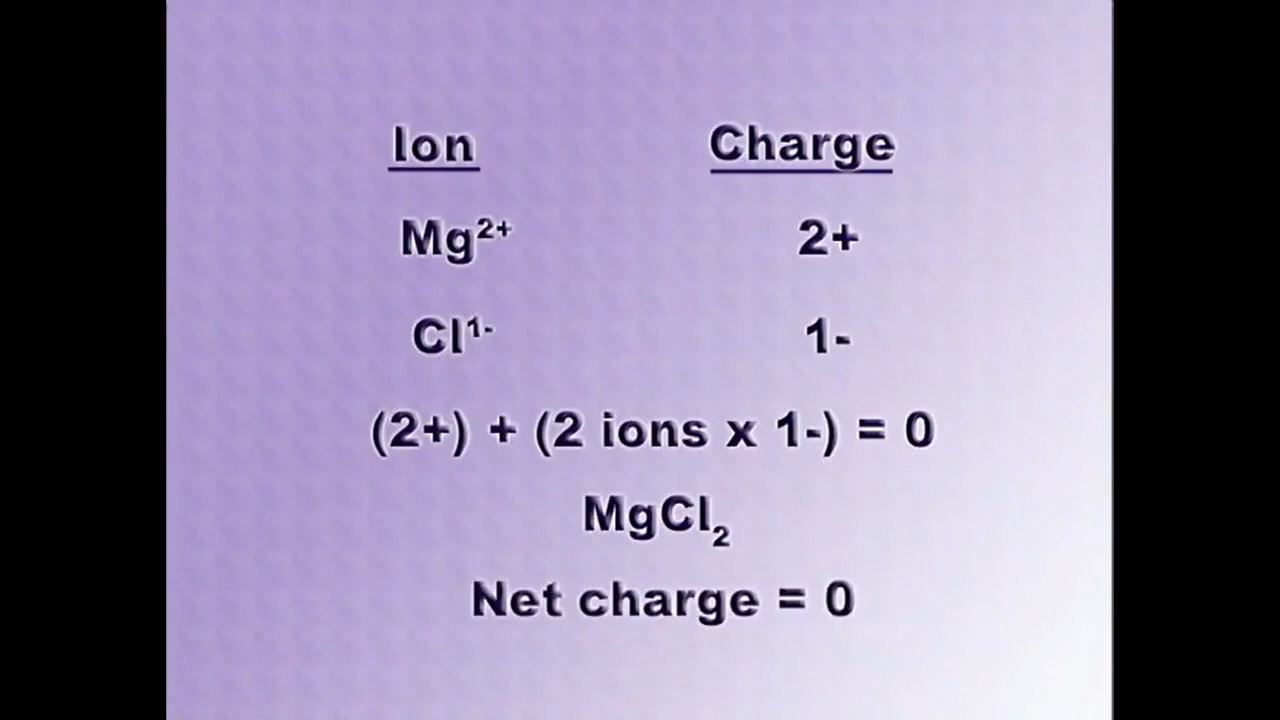 Ion Charge
Mg²⁺ 2+
Cl¹⁻ 1-
(2+) + (2 ions x 1-) = 0
MgCl₂
Net charge = 0